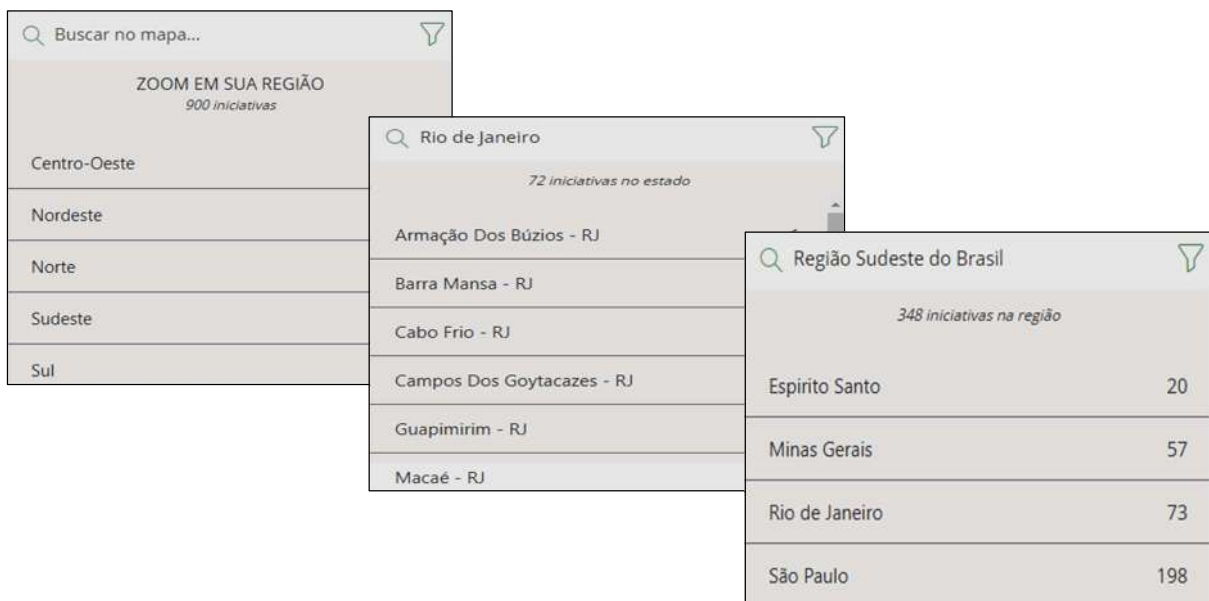 Buscar no mapa...
ZOOM EM SUA REGIÃO
900 iniciativas
Centro-Oeste
Nordeste
Norte
Sudeste
Sul
Rio de Janeiro
72 iniciativas no estado
Armação Dos Búzios - RJ
Barra Mansa - RJ
Cabo Frio - RJ
Campos Dos Goytacazes - RJ
Guapimirim - RJ
Macaé - RJ
Região Sudeste do Brasil
348 iniciativas na região
Espirito Santo 20
Minas Gerais 57
Rio de Janeiro 73
São Paulo 198